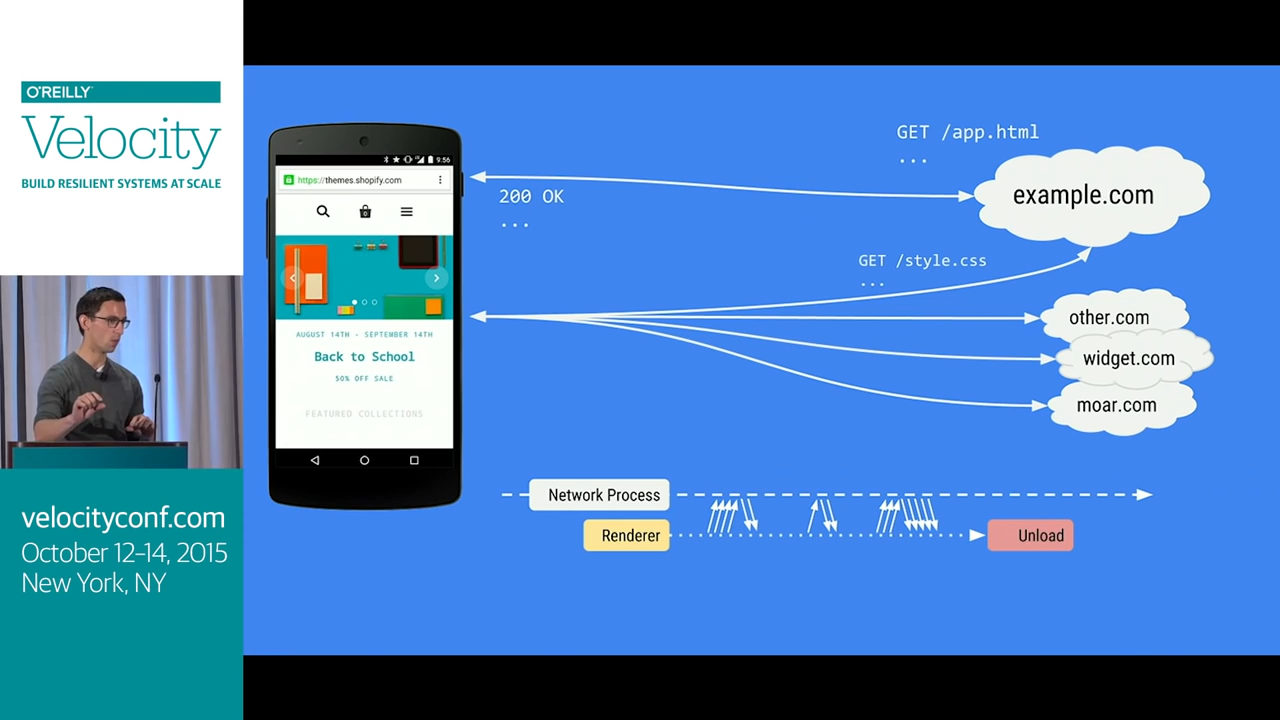 O'REILLY
Velocity
BUILD RESILIENT SYSTEMS AT SCALE
velocityconf.com
October 12–14, 2015
New York, NY
9:56
https://themes.shopify.com
0
AUGUST 14TH - SEPTEMBER 14TH
Back to School
50% OFF SALE
FEATURED COLLECTIONS
GET /app.html
...
200 OK
...
example.com
GET /style.css
...
other.com
widget.com
moar.com
Network Process
Renderer
Unload